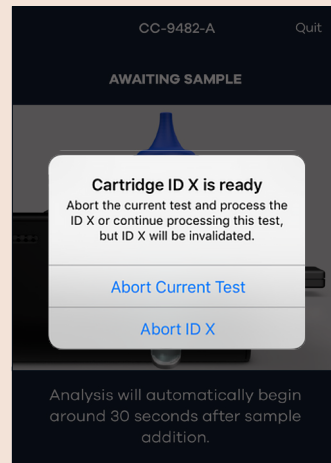 CC-9482-A Quit
AWAITING SAMPLE
Cartridge ID X is ready
Abort the current test and process the
ID X or continue processing this test,
but ID X will be invalidated.
Abort Current Test
Abort ID X
Analysis will automatically begin
around 30 seconds after sample
addition.